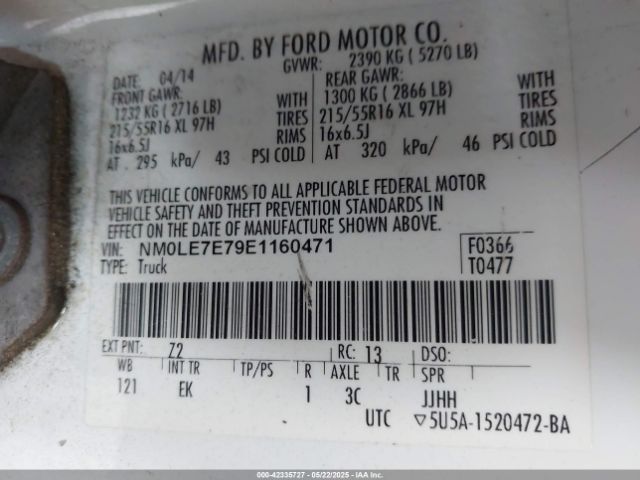 MFD. BY FORD MOTOR CO.
DATE: 04/14 GVWR: 2390 KG ( 5270 LB)
FRONT GAWR: REAR GAWR:
1232 KG ( 2716 LB) WITH 1300 KG ( 2866 LB) WITH
215/55R16 XL 97H TIRES 215/55R16 XL 97H TIRES
16x6.5J RIMS 16x6.5J RIMS
AT 295 kPa/ 43 PSI COLD AT 320 kPa/ 46 PSI COLD
THIS VEHICLE CONFORMS TO ALL APPLICABLE FEDERAL MOTOR
VEHICLE SAFETY AND THEFT PREVENTION STANDARDS IN
EFFECT ON THE DATE OF MANUFACTURE SHOWN ABOVE.
VIN: NM0LE7E79E1160471 F0366
TYPE: Truck T0477
EXT PNT: Z2 RC: 13 DSO:
WB INT TR TP/PS R AXLE TR SPR
121 EK 1 3C JJHH
UTC ▽5U5A-1520472-BA
000-42335727 - 05/22/2025 - IAAI Inc. Copyright